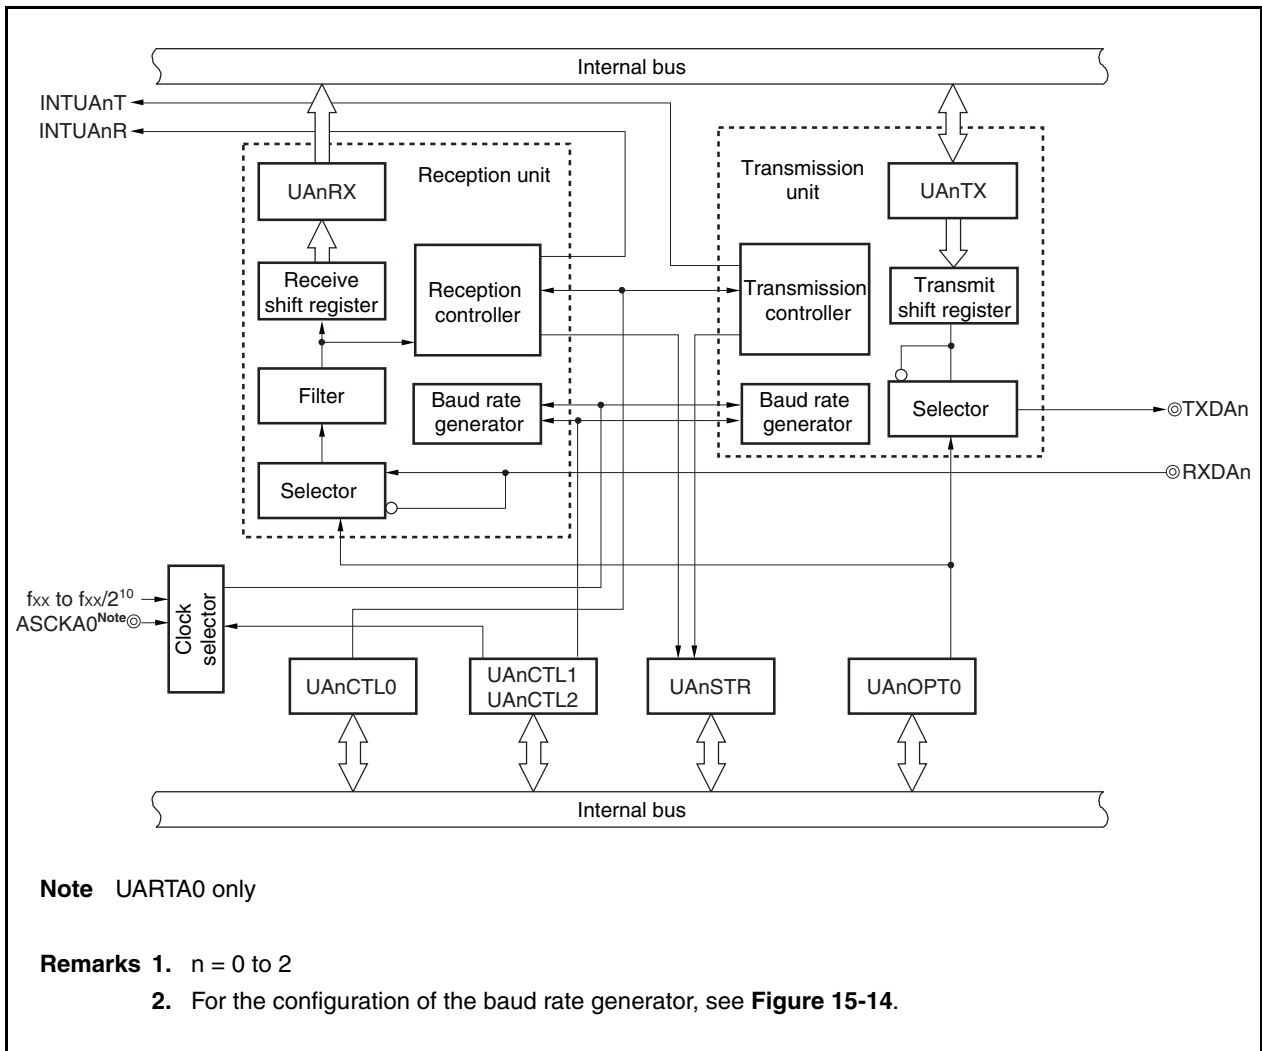 Internal bus
INTUAnT
INTUAnR
Reception unit
Transmission
unit
UAnRX
UAnTX
Receive
shift register
Reception
controller
Transmission
controller
Transmit
shift register
Filter
Baud rate
generator
Baud rate
generator
Selector
TXDAn
Selector
RXDAn
fxx to fxx/2¹⁰
ASCKA0Note
Clock
selector
UAnCTL0
UAnCTL1
UAnCTL2
UAnSTR
UAnOPT0
Internal bus
Note UARTA0 only
Remarks 1. n = 0 to 2
2. For the configuration of the baud rate generator, see Figure 15-14.